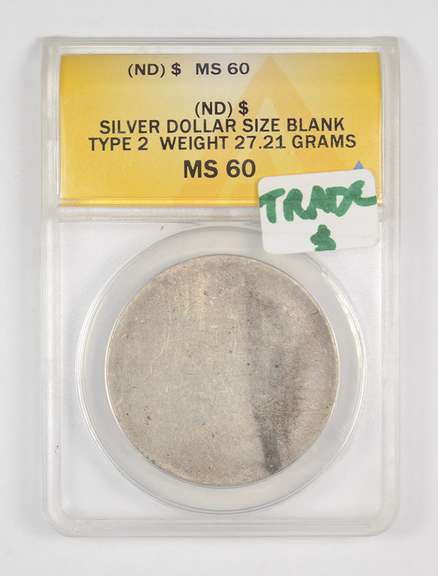 (ND) $ MS 60
(ND) $
SILVER DOLLAR SIZE BLANK
TYPE 2 WEIGHT 27.21 GRAMS
MS 60
TRADE
$